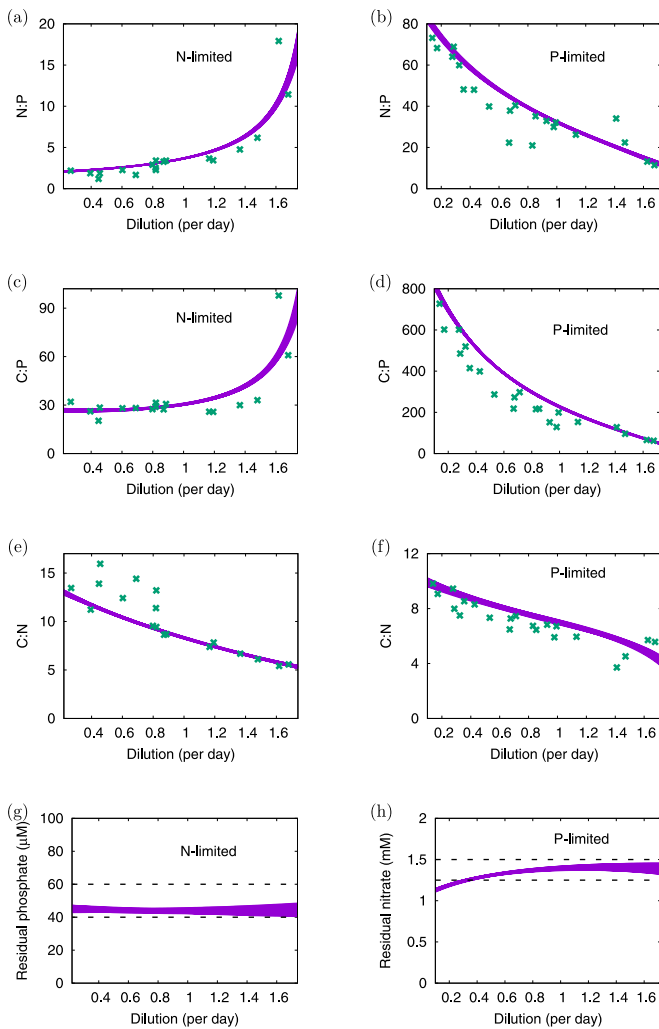 (a)
N-limited
N:P
20
15
10
5
0
0.4 0.6 0.8 1 1.2 1.4 1.6
Dilution (per day)
(b)
P-limited
N:P
80
60
40
20
0
0.2 0.4 0.6 0.8 1 1.2 1.4 1.6
Dilution (per day)
(c)
N-limited
C:P
90
60
30
0
0.4 0.6 0.8 1 1.2 1.4 1.6
Dilution (per day)
(d)
P-limited
C:P
800
600
400
200
0
0.2 0.4 0.6 0.8 1 1.2 1.4 1.6
Dilution (per day)
(e)
C:N
15
10
5
0
0.4 0.6 0.8 1 1.2 1.4 1.6
Dilution (per day)
(f)
P-limited
C:N
12
8
4
0
0.2 0.4 0.6 0.8 1 1.2 1.4 1.6
Dilution (per day)
(g)
N-limited
Residual phosphate (µM)
100
80
60
40
20
0
0.4 0.6 0.8 1 1.2 1.4 1.6
Dilution (per day)
(h)
P-limited
Residual nitrate (mM)
2
1.5
1
0.5
0
0.2 0.4 0.6 0.8 1 1.2 1.4 1.6
Dilution (per day)